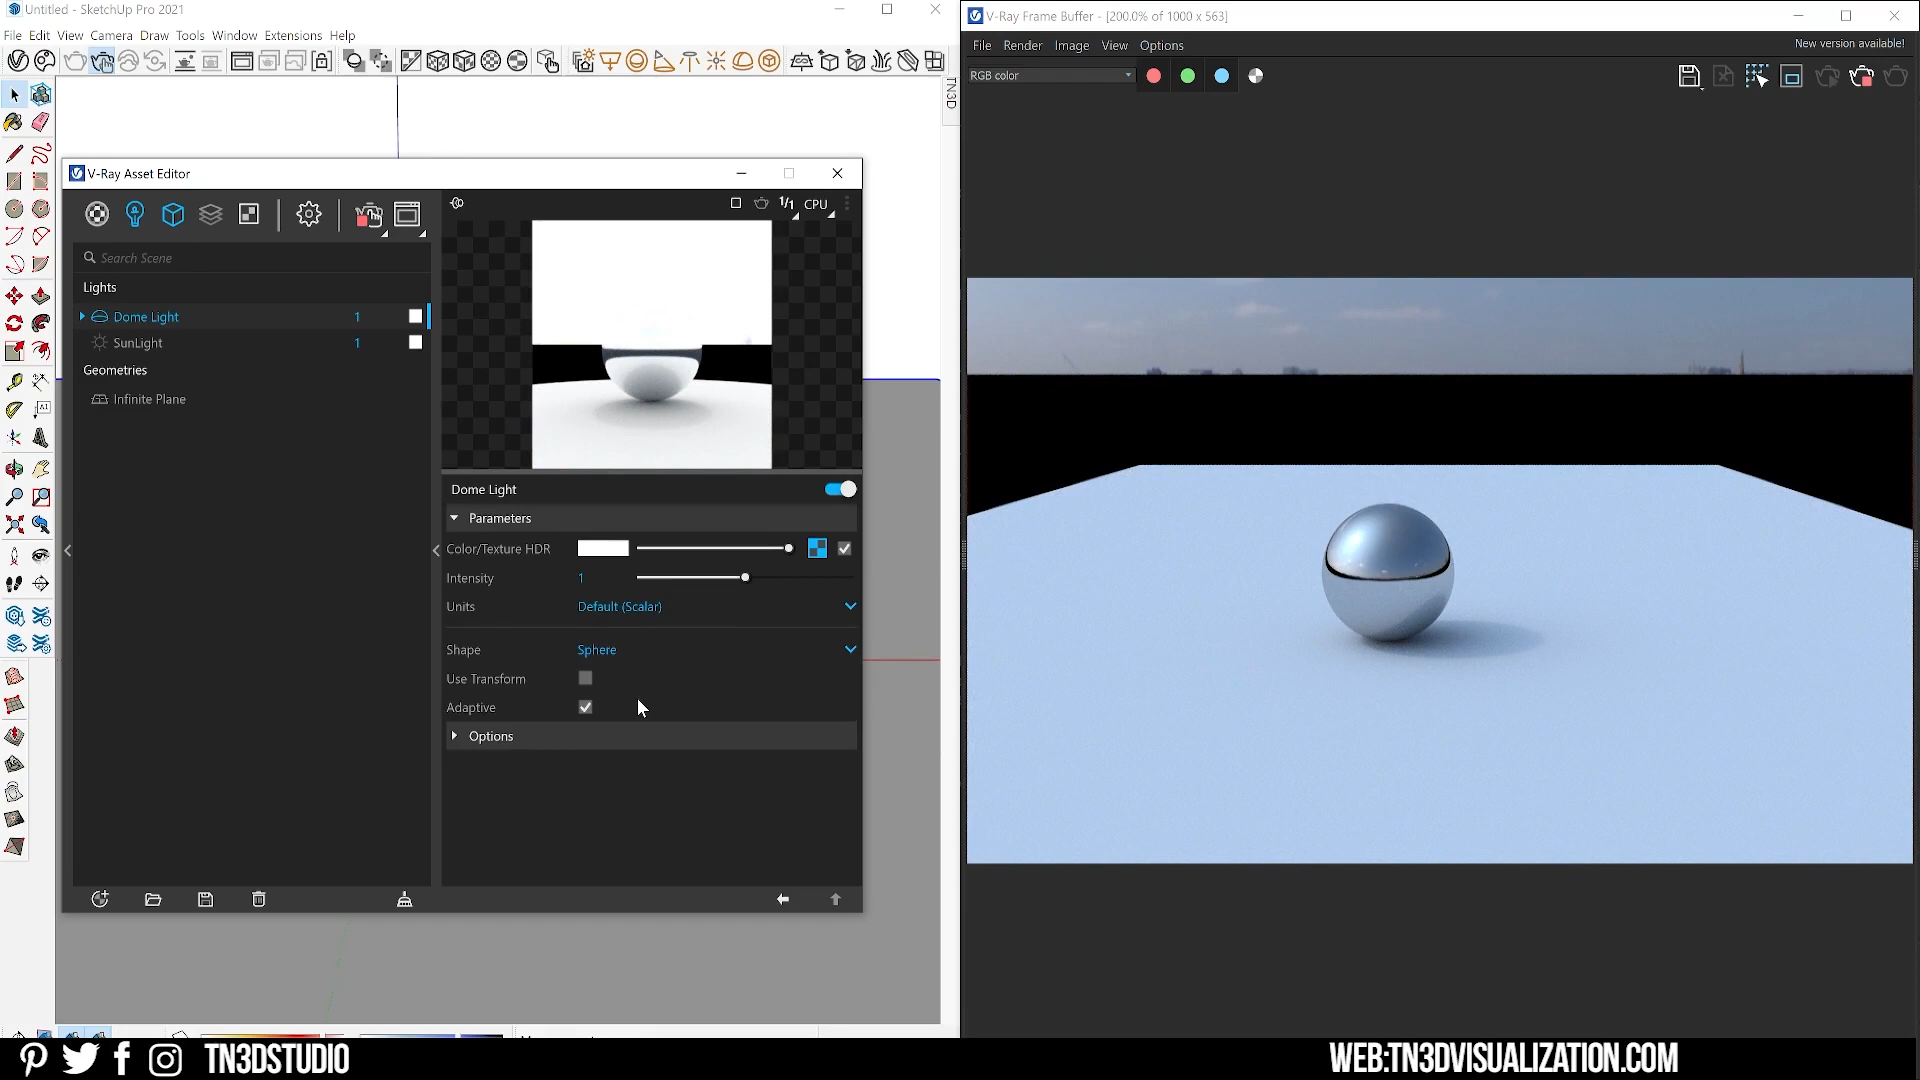 Untitled - SketchUp Pro 2021
File Edit View Camera Draw Tools Window Extensions Help
TN3D
V-Ray Asset Editor
Search Scene
Lights
Dome Light 1
SunLight 1
Geometries
Infinite Plane
1/1 CPU
Dome Light
Parameters
Color/Texture HDR
Intensity 1
Units Default (Scalar)
Shape Sphere
Use Transform
Adaptive
Options
V-Ray Frame Buffer - [200.0% of 1000 x 563]
File Render Image View Options
New version available!
RGB color
TN3DSTUDIO
WEB:TN3DVISUALIZATION.COM